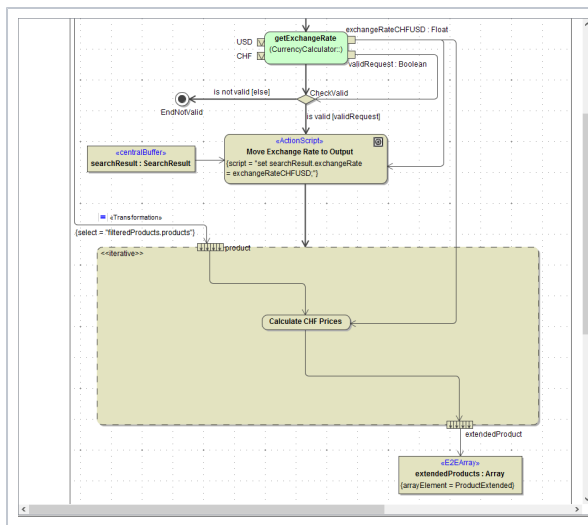 exchangeRateCHFUSD : Float
getExchangeRate
USD
(CurrencyCalculator::)
CHF
validRequest : Boolean
is not valid [else]
CheckValid
EndNotValid
is valid [validRequest]
«ActionScript»
«centralBuffer»
Move Exchange Rate to Output
searchResult : SearchResult
{script = "set searchResult.exchangeRate
= exchangeRateCHFUSD;"}
«Transformation»
{select = "filteredProducts.products"}
product
<<iterative>>
Calculate CHF Prices
extendedProduct
«E2EArray»
extendedProducts : Array
{arrayElement = ProductExtended}